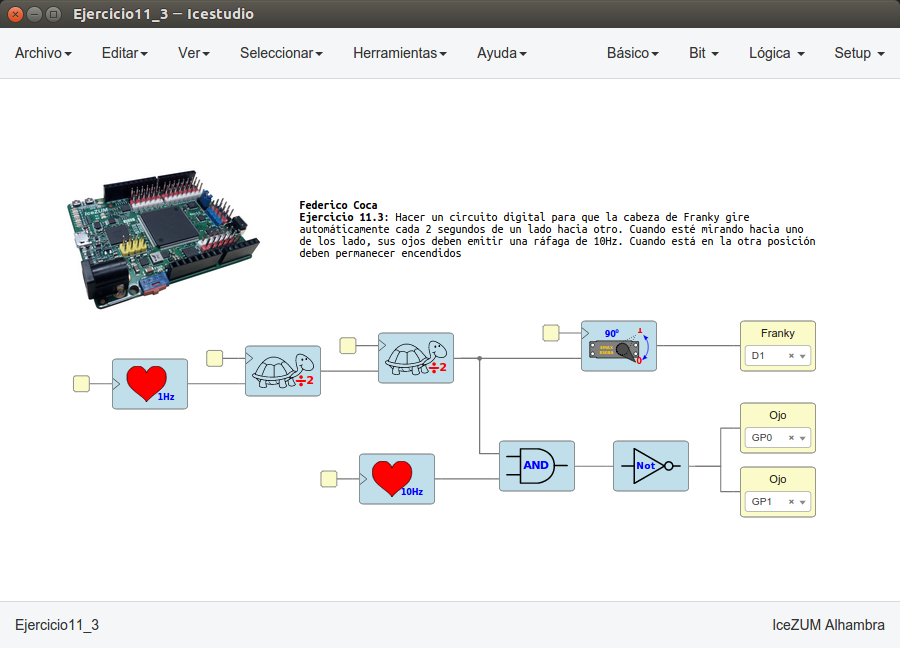 Ejercicio11_3 — Icestudio
Archivo Editar Ver Seleccionar Herramientas Ayuda Básico Bit Lógica Setup
IceZUM
Federico Coca
Ejercicio 11.3: Hacer un circuito digital para que la cabeza de Franky gire
automáticamente cada 2 segundos de un lado hacia otro. Cuando esté mirando hacia uno
de los lado, sus ojos deben emitir una ráfaga de 10Hz. Cuando está en la otra posición
deben permanecer encendidos
1Hz
÷2
÷2
90º 1
0
Franky
D1
10Hz
AND
Not
Ojo
GP0
Ojo
GP1
Ejercicio11_3 IceZUM Alhambra